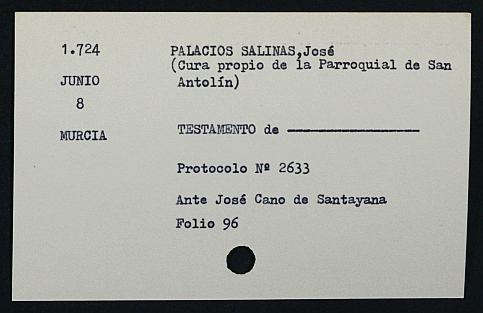 1.724
JUNIO
8
MURCIA
PALACIOS SALINAS,José
(Cura propio de la Parroquial de San
Antolín)
TESTAMENTO de ————————
Protocolo Nº 2633
Ante José Cano de Santayana
Folio 96